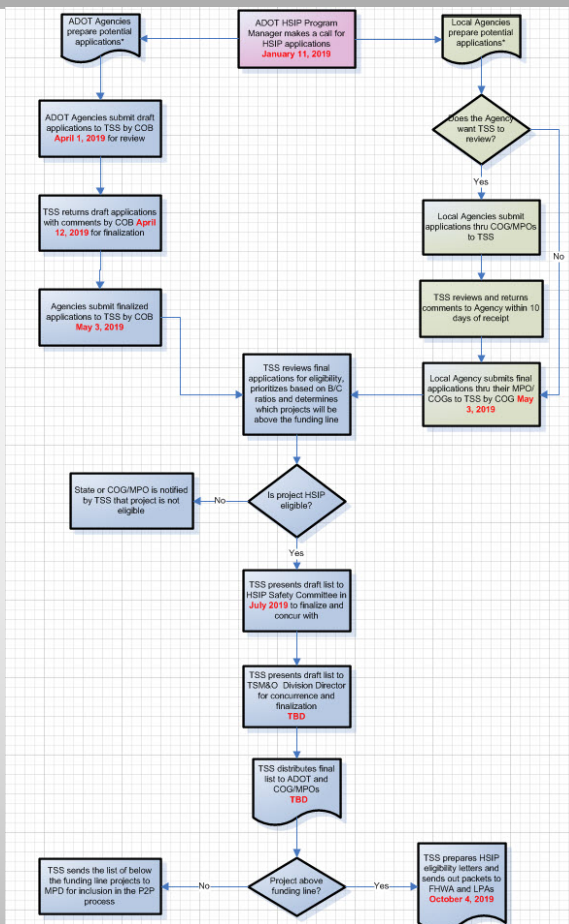 ADOT Agencies
prepare potential
applications*
ADOT HSIP Program
Manager makes a call for
HSIP applications
January 11, 2019
Local Agencies
prepare potential
applications*
ADOT Agencies submit draft
applications to TSS by COB
April 1, 2019 for review
Does the Agency
want TSS to
review?
Yes
No
TSS returns draft applications
with comments by COB April
12, 2019 for finalization
Local Agencies submit
applications thru COG/MPOs
to TSS
Agencies submit finalized
applications to TSS by COB
May 3, 2019
TSS reviews and returns
comments to Agency within 10
days of receipt
TSS reviews final
applications for eligibility,
prioritizes based on B/C
ratios and determines
which projects will be
above the funding line
Local Agency submits final
applications thru their MPO/
COGs to TSS by COG May
3, 2019
Is project HSIP
eligible?
No
State or COG/MPO is notified
by TSS that project is not
eligible
Yes
TSS presents draft list to
HSIP Safety Committee in
July 2019 to finalize and
concur with
TSS presents draft list to
TSM&O Division Director
for concurrence and
finalization
TBD
TSS distributes final
list to ADOT and
COG/MPOs
TBD
Project above
funding line?
No
TSS sends the list of below
the funding line projects to
MPD for inclusion in the P2P
process
Yes
TSS prepares HSIP
eligibility letters and
sends out packets to
FHWA and LPAs
October 4, 2019